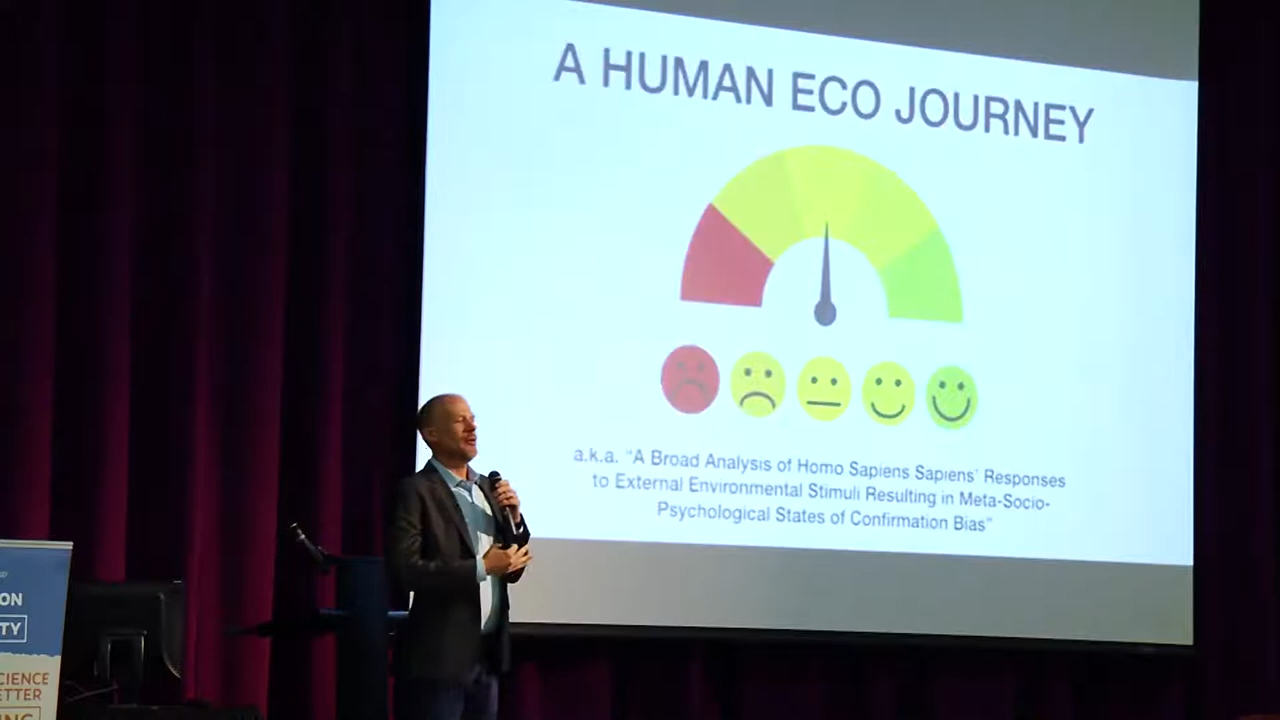 A HUMAN ECO JOURNEY
a.k.a. "A Broad Analysis of Homo Sapiens Sapiens' Responses
to External Environmental Stimuli Resulting in Meta-Socio-
Psychological States of Confirmation Bias"
ON
TY
CIENCE
ETTER